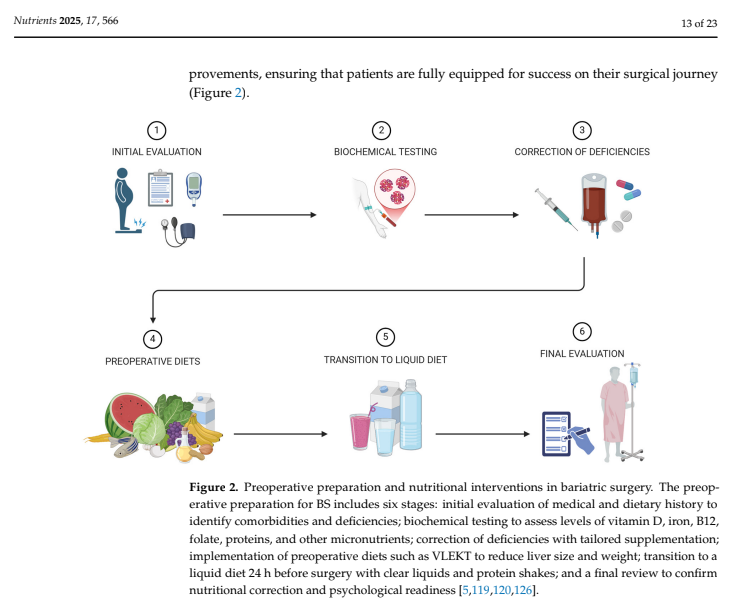 Nutrients 2025, 17, 566
13 of 23
provements, ensuring that patients are fully equipped for success on their surgical journey
(Figure 2).
1
2
3
INITIAL EVALUATION
BIOCHEMICAL TESTING
CORRECTION OF DEFICIENCIES
4
5
6
PREOPERATIVE DIETS
TRANSITION TO LIQUID DIET
FINAL EVALUATION
Figure 2. Preoperative preparation and nutritional interventions in bariatric surgery. The preop-
erative preparation for BS includes six stages: initial evaluation of medical and dietary history to
identify comorbidities and deficiencies; biochemical testing to assess levels of vitamin D, iron, B12,
folate, proteins, and other micronutrients; correction of deficiencies with tailored supplementation;
implementation of preoperative diets such as VLEKT to reduce liver size and weight; transition to a
liquid diet 24 h before surgery with clear liquids and protein shakes; and a final review to confirm
nutritional correction and psychological readiness [5,119,120,126].